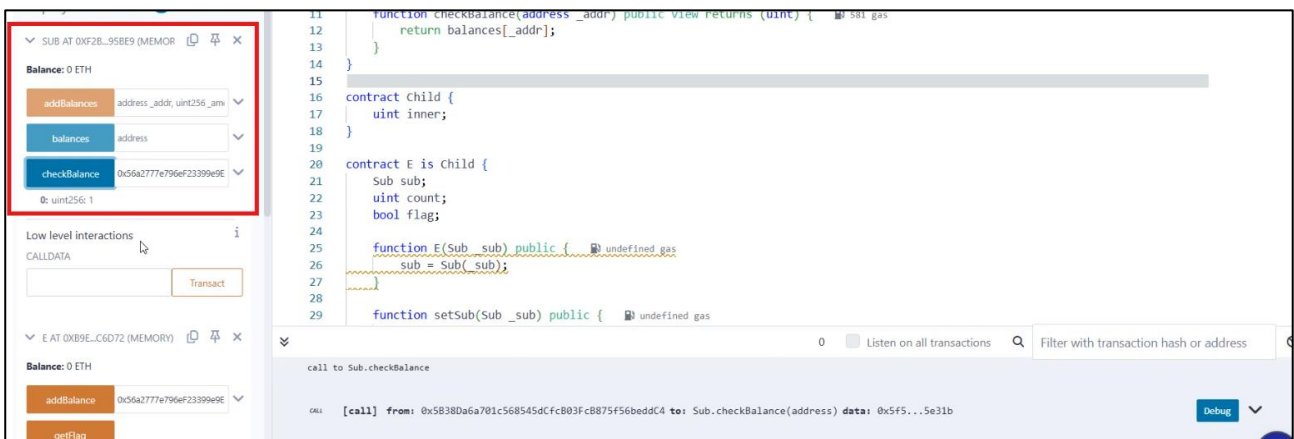 SUB AT 0XF2B...95BE9 (MEMOR
Balance: 0 ETH
addBalances address _addr, uint256 _am
balances address
checkBalance 0x56a2777e796eF23399e9E
0: uint256: 1
Low level interactions i
CALLDATA
Transact
E AT 0XB9E...C6D72 (MEMORY)
Balance: 0 ETH
addBalance 0x56a2777e796eF23399e9E
getFlag
11 function checkBalance(address _addr) public view returns (uint) { 581 gas
12 return balances[_addr];
13 }
14 }
15
16 contract Child {
17 uint inner;
18 }
19
20 contract E is Child {
21 Sub sub;
22 uint count;
23 bool flag;
24
25 function E(Sub _sub) public { undefined gas
26 sub = Sub(_sub);
27 }
28
29 function setSub(Sub _sub) public { undefined gas
0 Listen on all transactions Filter with transaction hash or address
call to Sub.checkBalance
CALL [call] from: 0x5B38Da6a701c568545dCfcB03FcB875f56beddC4 to: Sub.checkBalance(address) data: 0x5f5...5e31b Debug